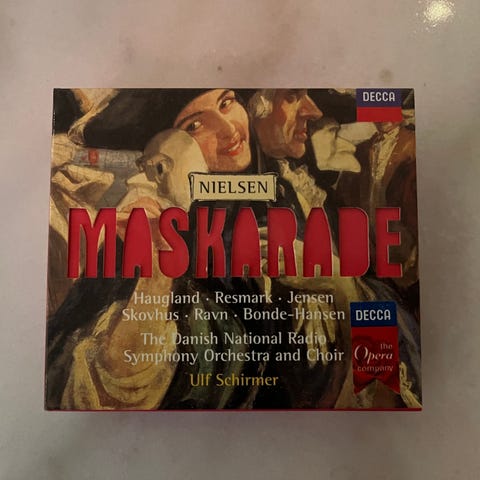 DECCA
NIELSEN
MASKARADE
Haugland · Resmark · Jensen
Skovhus · Ravn · Bonde-Hansen
The Danish National Radio
Symphony Orchestra and Choir
Ulf Schirmer
DECCA
the
Opera
company